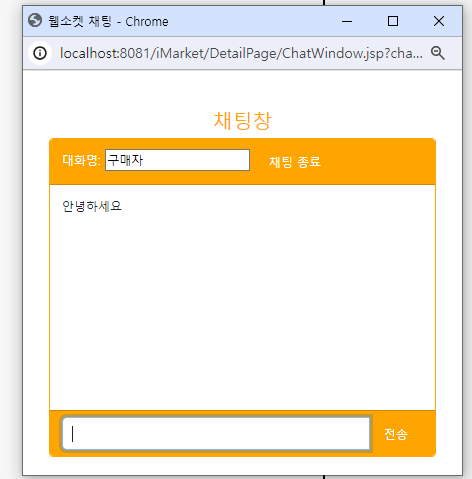 웹소켓 채팅 - Chrome
localhost:8081/iMarket/DetailPage/ChatWindow.jsp?cha...
채팅창
대화명: 구매자 채팅 종료
안녕하세요
전송